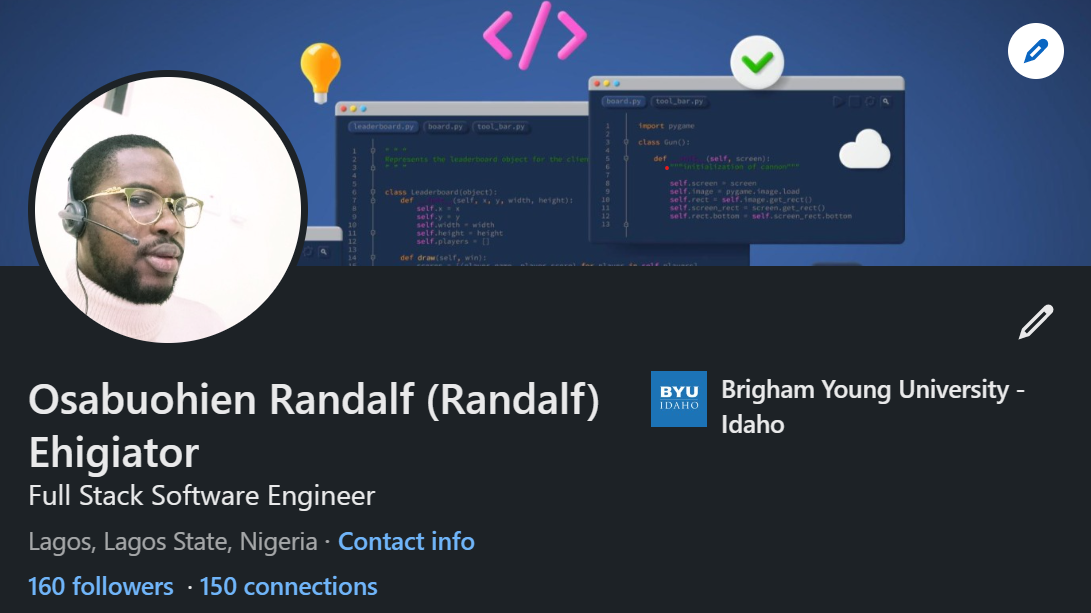 </>
leaderboard.py board.py tool_bar.py
1 " " "
2 Represents the leaderboard object for the clien
3 " " "
4
5
6 class Leaderboard(object):
7 def (self, x, y, width, height):
8 self.x = x
9 self.y = y
10 self.width = width
11 self.height = height
12 self.players = []
13
14 def draw(self, win):
board.py tool_bar.py
1 import pygame
2
3 class Gun():
4
5 def (self, screen):
6 """initialization of cannon"""
7
8 self.screen = screen
9 self.image = pygame.image.load
10 self.rect = self.image.get_rect()
11 self.screen_rect = screen.get_rect()
12 self.rect.bottom = self.screen_rect.bottom
13
Osabuohien Randalf (Randalf)
Ehigiator
Full Stack Software Engineer
Lagos, Lagos State, Nigeria · Contact info
160 followers · 150 connections
BYU
IDAHO
Brigham Young University -
Idaho